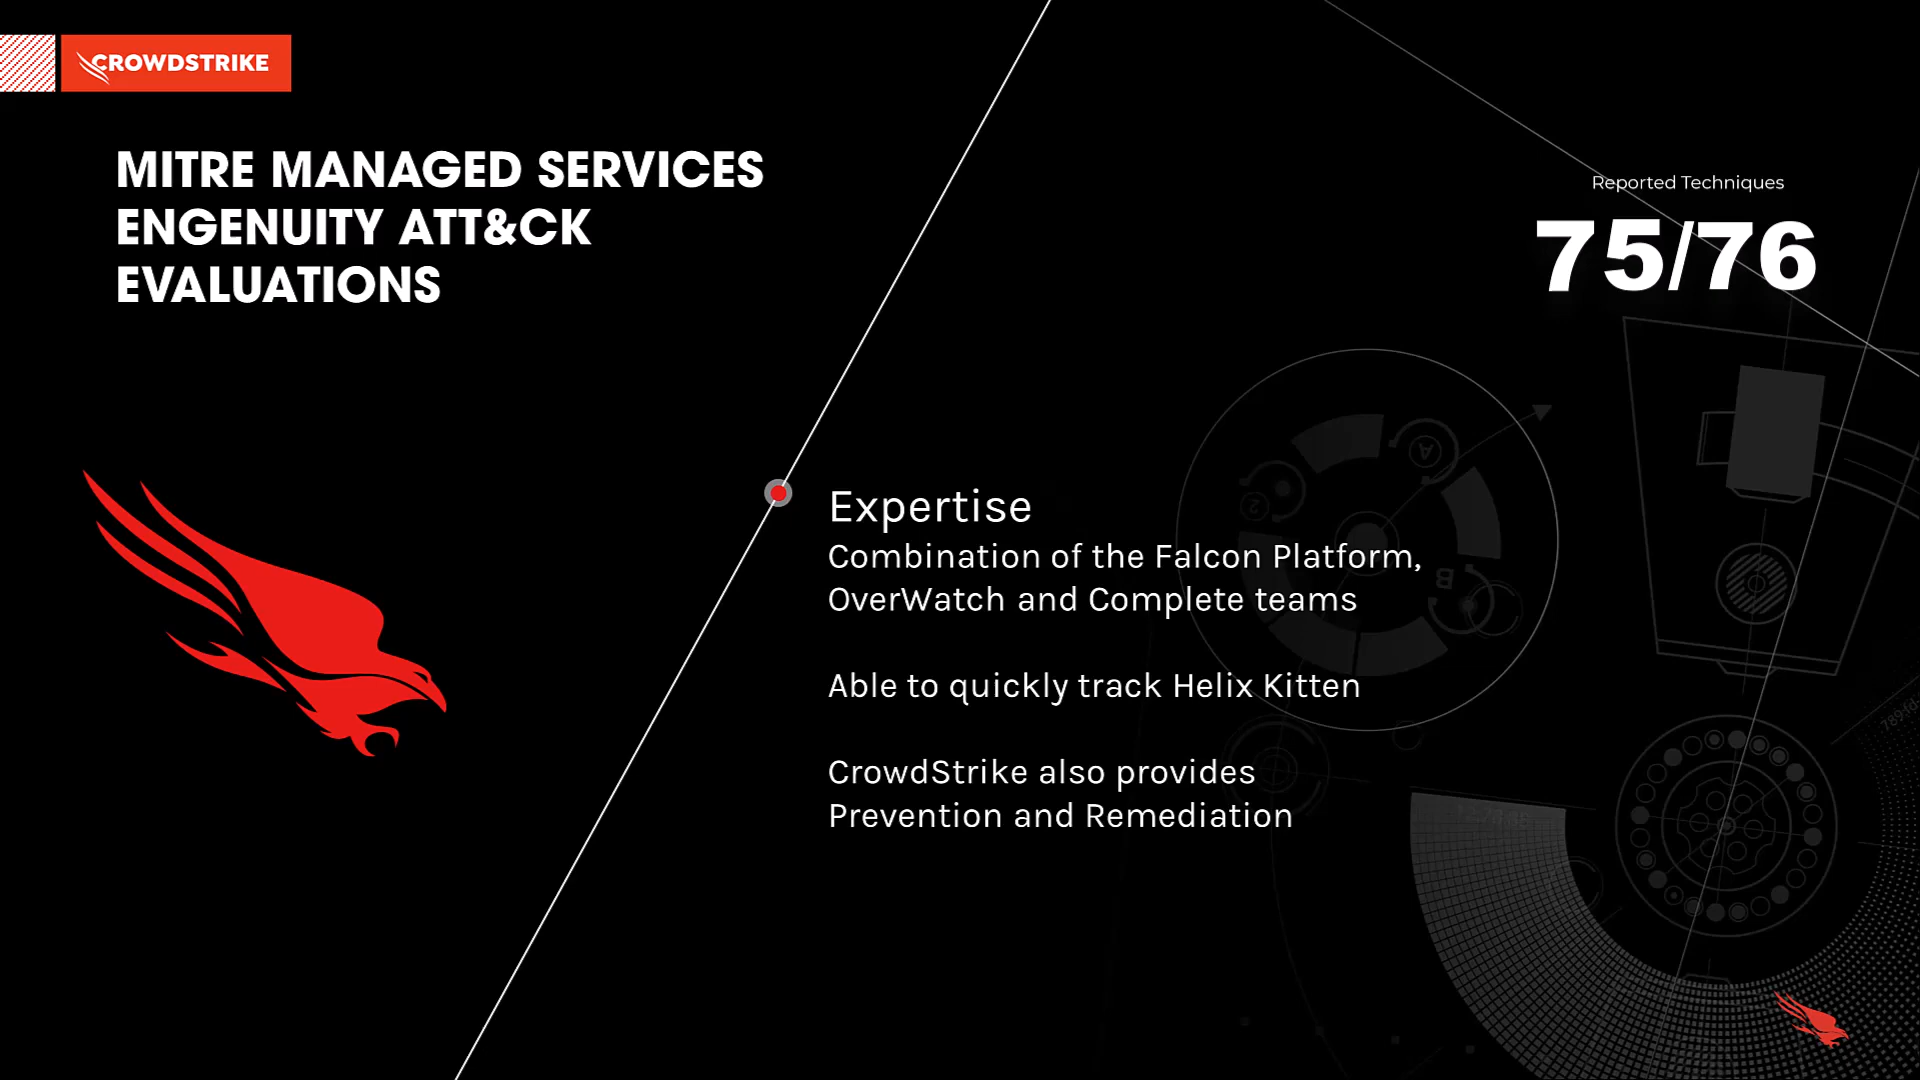 CROWDSTRIKE
MITRE MANAGED SERVICES
ENGENUITY ATT&CK
EVALUATIONS
Reported Techniques
75/76
Expertise
Combination of the Falcon Platform,
OverWatch and Complete teams
Able to quickly track Helix Kitten
CrowdStrike also provides
Prevention and Remediation
A
2
B